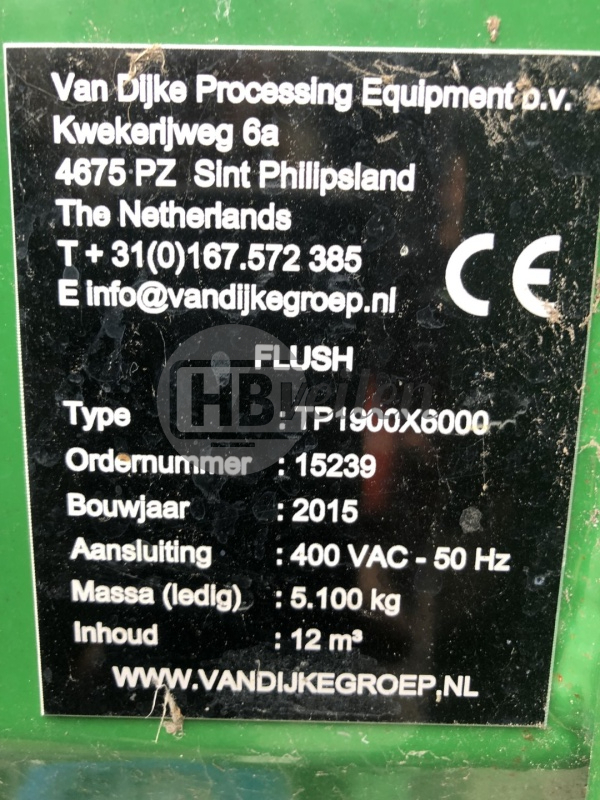 Van Dijke Processing Equipment b.v.
Kwekerijweg 6a
4675 PZ Sint Philipsland
The Netherlands
T + 31(0)167.572 385
E info@vandijkegroep.nl
CE
FLUSH
HBveilen
Type : TP1900X6000
Ordernummer : 15239
Bouwjaar : 2015
Aansluiting : 400 VAC - 50 Hz
Massa (ledig) : 5.100 kg
Inhoud : 12 m³
WWW.VANDIJKEGROEP.NL